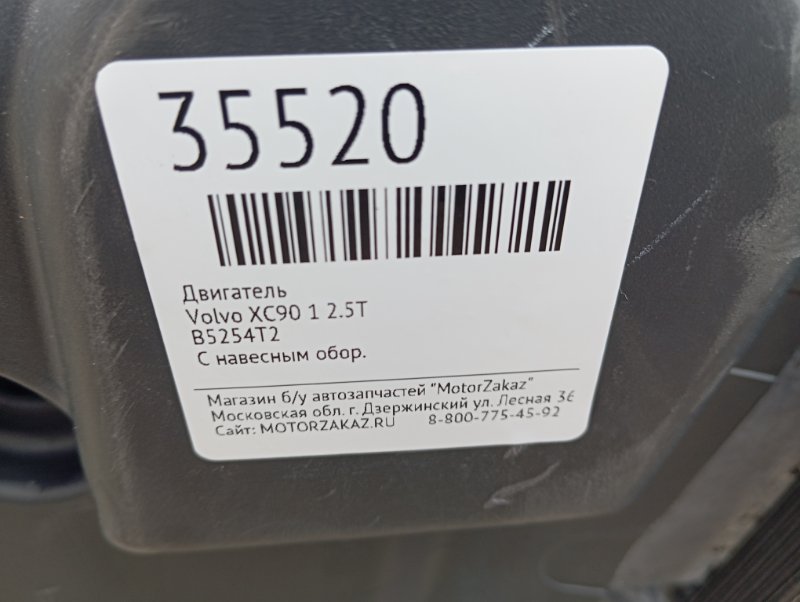 35520
Двигатель
Volvo XC90 1 2.5T
B5254T2
С навесным обор.
Магазин б/у автозапчастей "MotorZakaz"
Московская обл. г. Дзержинский ул. Лесная 36
Сайт: MOTORZAKAZ.RU 8-800-775-45-92